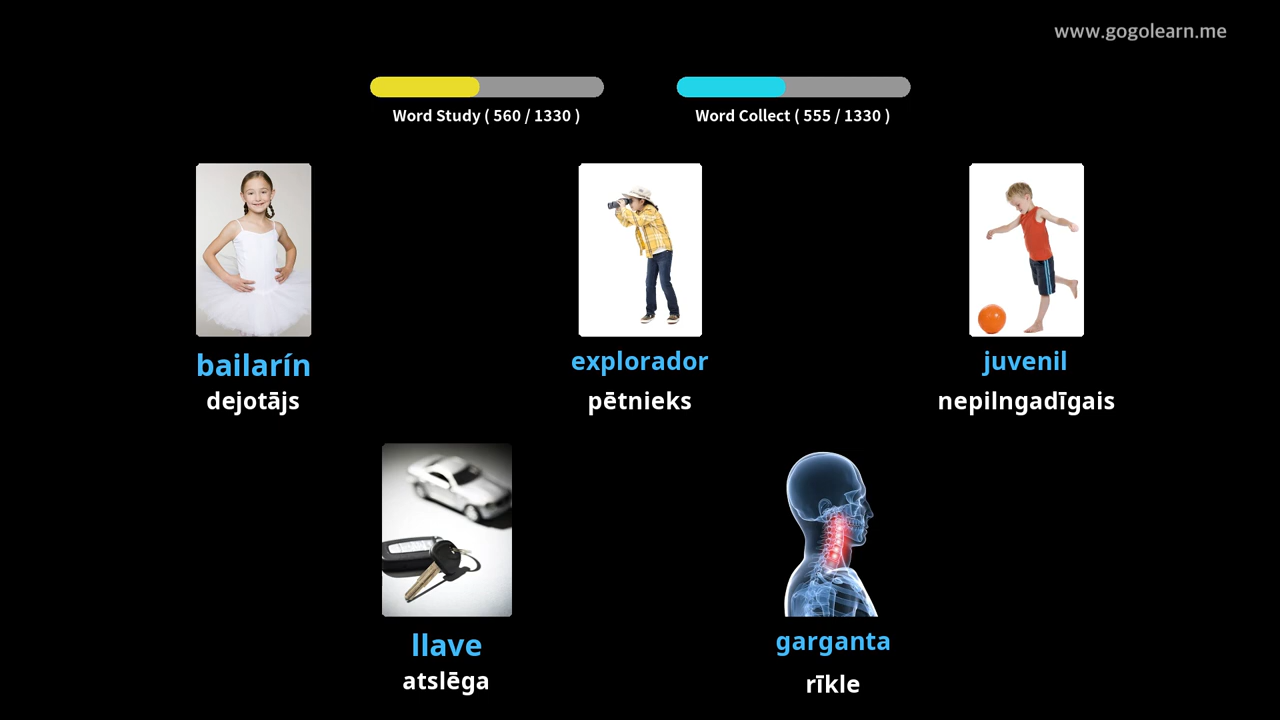 www.gogolearn.me
Word Study ( 560 / 1330 )
Word Collect ( 555 / 1330 )
bailarín
dejotājs
explorador
pētnieks
juvenil
nepilngadīgais
llave
atslēga
garganta
rīkle